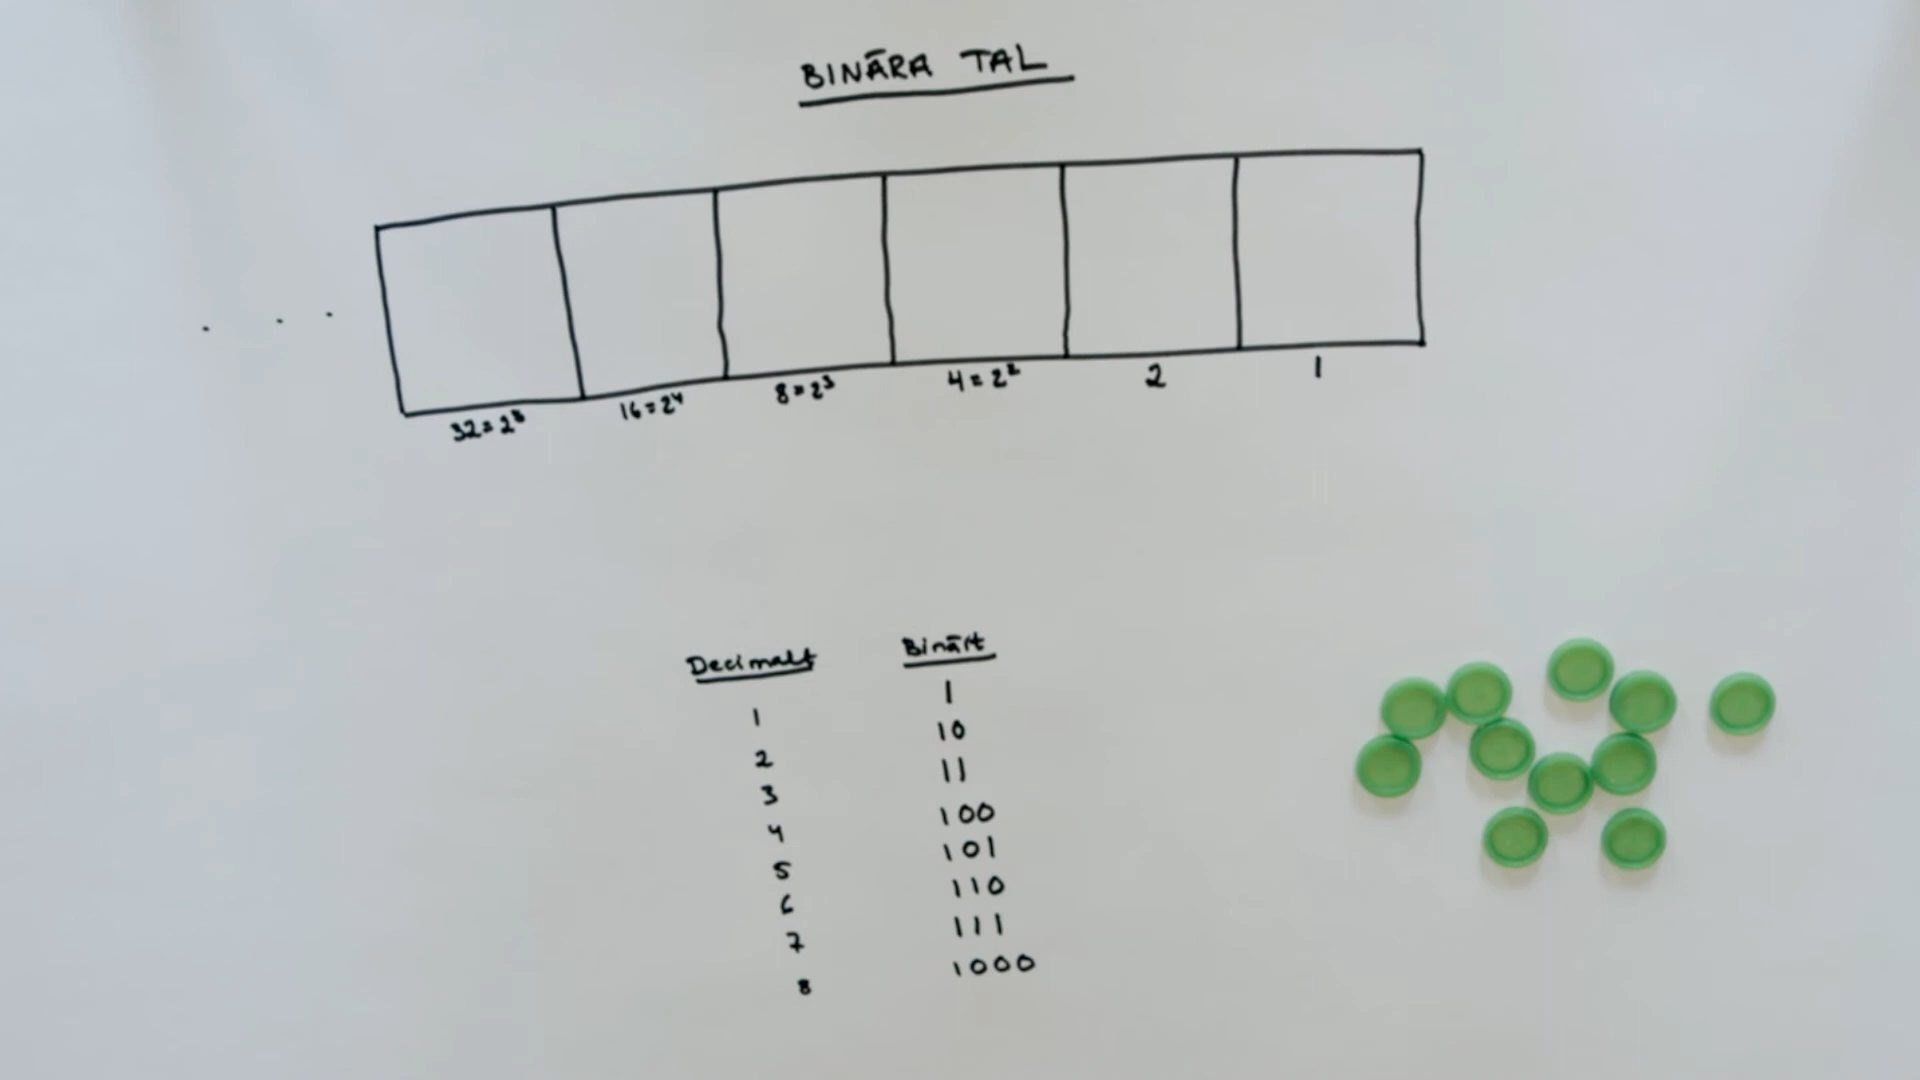 BINÄRA TAL
32=2⁵ 16=2⁴ 8=2³ 4=2² 2 1
Decimalt Binärt
1 1
2 10
3 11
4 100
5 101
6 110
7 111
8 1000